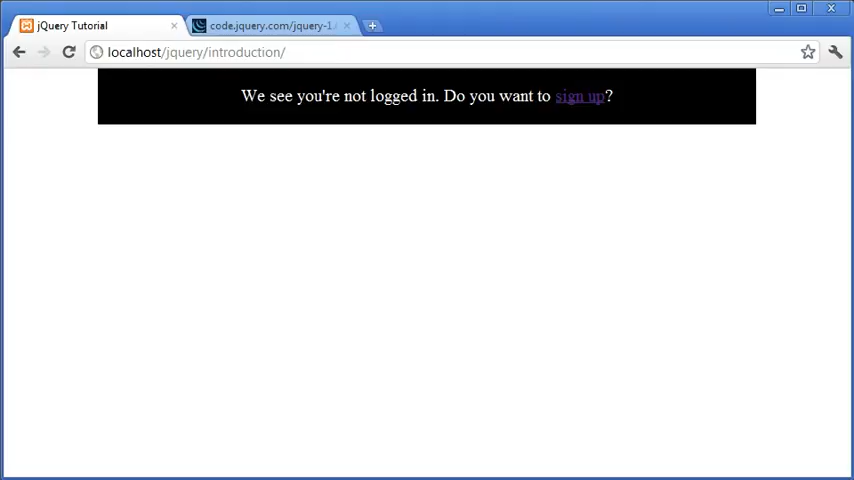 jQuery Tutorial
code.jquery.com/jquery-1.
localhost/jquery/introduction/
We see you're not logged in. Do you want to sign up?